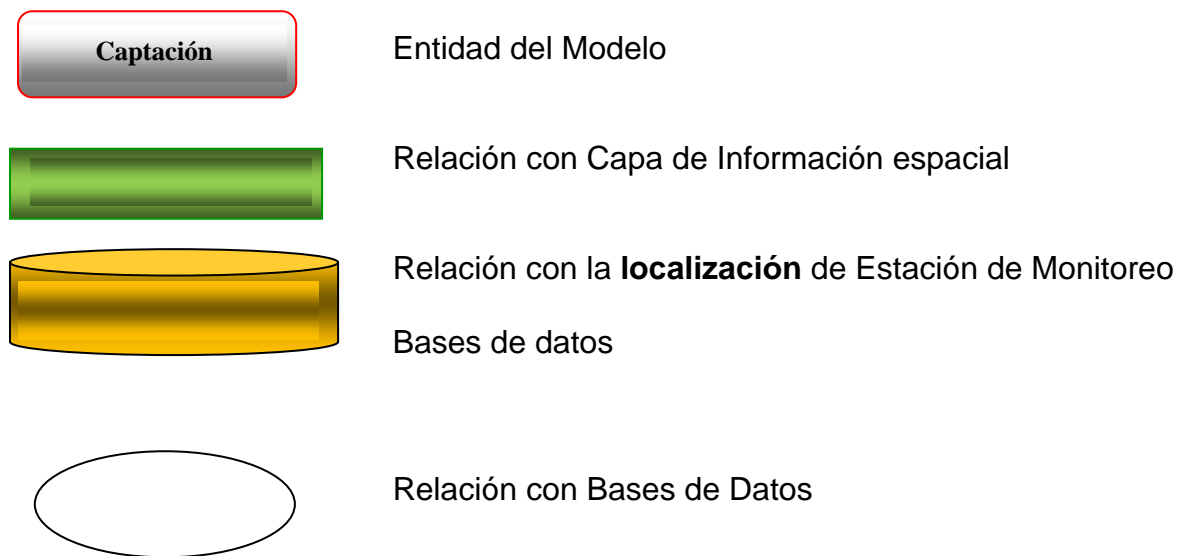 Captación
Entidad del Modelo
Relación con Capa de Información espacial
Relación con la localización de Estación de Monitoreo
Bases de datos
Relación con Bases de Datos